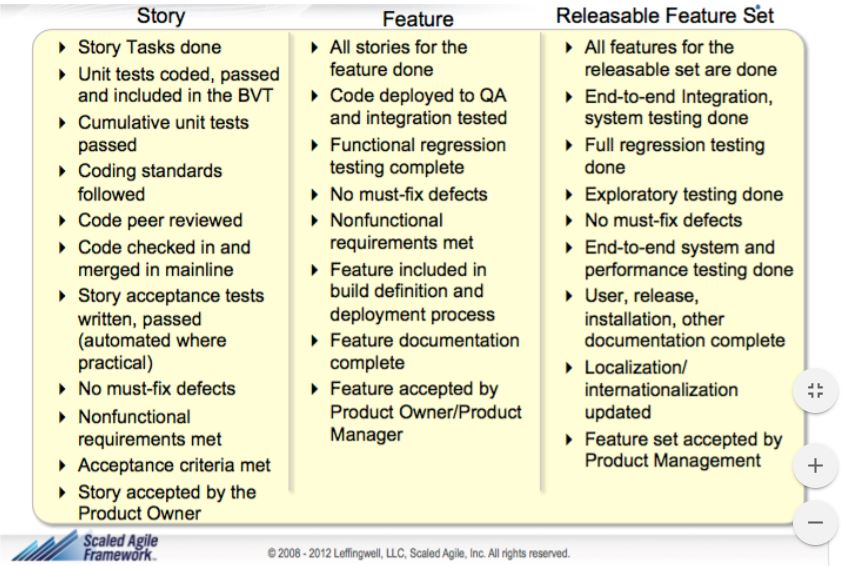 Story
Story Tasks done
Unit tests coded, passed
and included in the BVT
Cumulative unit tests
passed
Coding standards
followed
Code peer reviewed
Code checked in and
merged in mainline
Story acceptance tests
written, passed
(automated where
practical)
No must-fix defects
Nonfunctional
requirements met
Acceptance criteria met
Story accepted by the
Product Owner
Feature
All stories for the
feature done
Code deployed to QA
and integration tested
Functional regression
testing complete
No must-fix defects
Nonfunctional
requirements met
Feature included in
build definition and
deployment process
Feature documentation
complete
Feature accepted by
Product Owner/Product
Manager
Releasable Feature Set
All features for the
releasable set are done
End-to-end Integration,
system testing done
Full regression testing
done
Exploratory testing done
No must-fix defects
End-to-end system and
performance testing done
User, release,
installation, other
documentation complete
Localization/
internationalization
updated
Feature set accepted by
Product Management
Scaled Agile
Framework™
© 2008 - 2012 Leffingwell, LLC, Scaled Agile, Inc. All rights reserved.